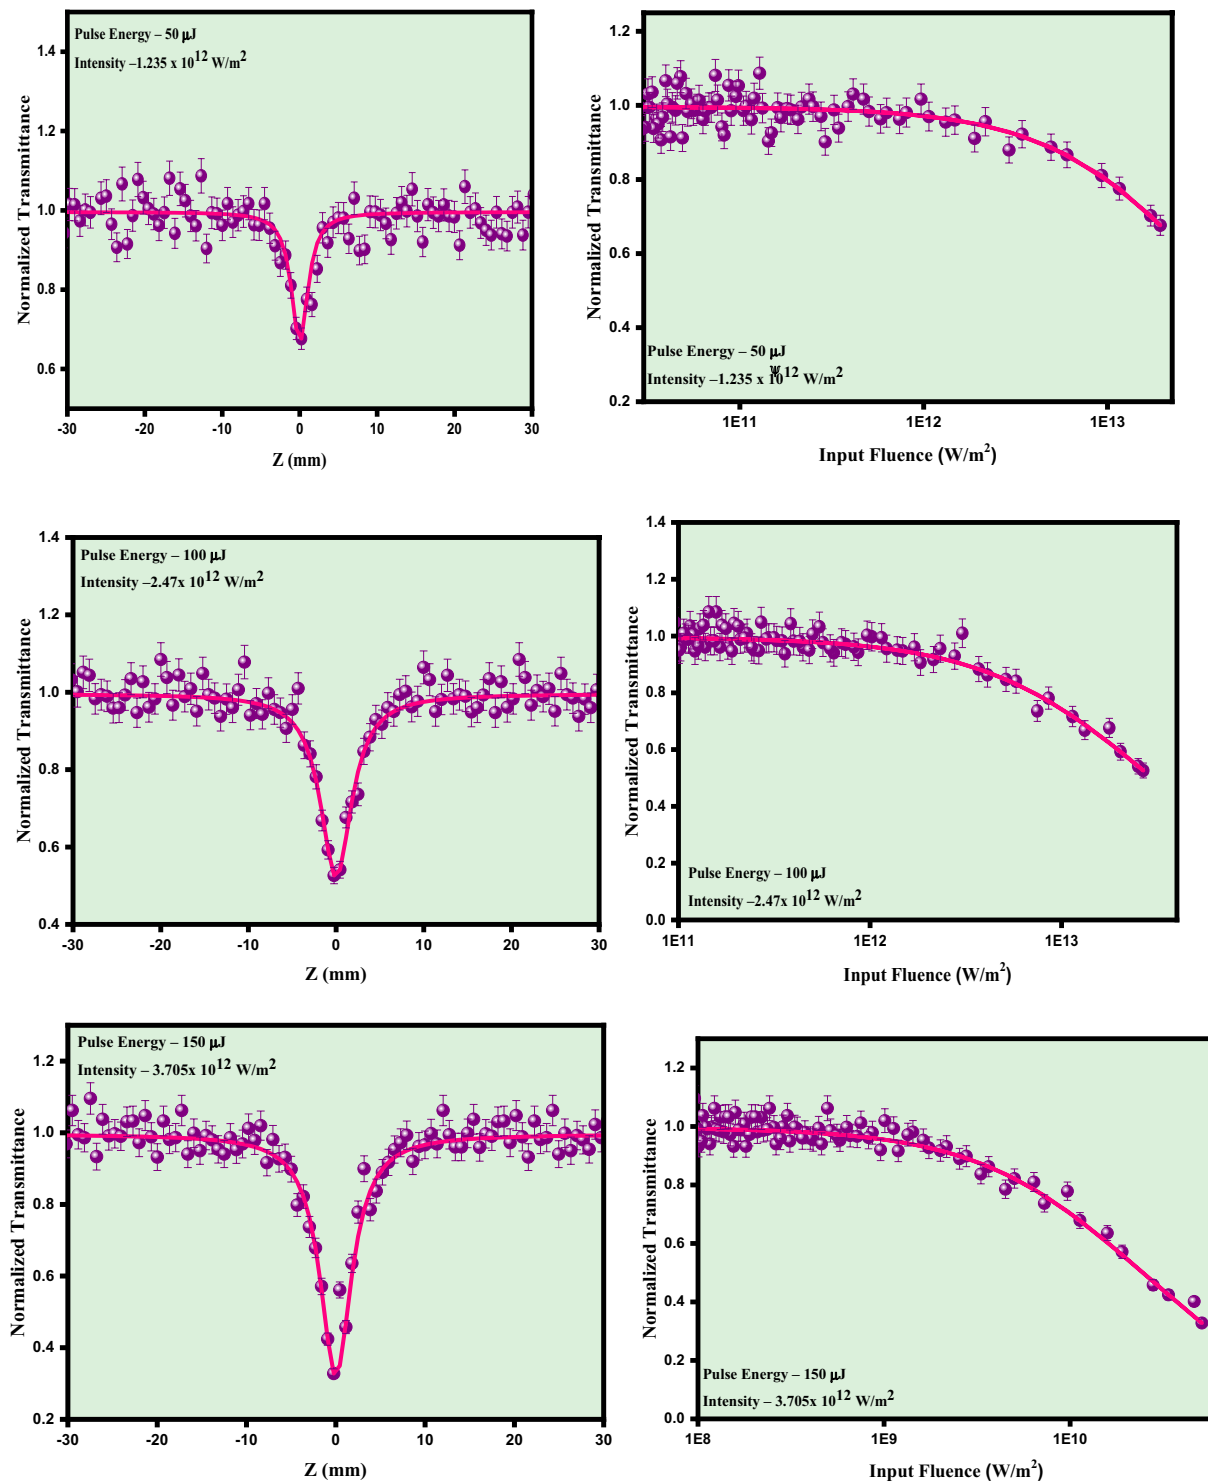 Pulse Energy – 50 μJ
Intensity –1.235 x 10^12 W/m^2
1.4
1.2
1.0
0.8
0.6
Normalized Transmittance
-30 -20 -10 0 10 20 30
Z (mm)
1.2
1.0
0.8
0.6
0.4
0.2
Normalized Transmittance
Pulse Energy – 50 μJ
Intensity –1.235 x 10^12 W/m^2
1E11 1E12 1E13
Input Fluence (W/m^2)
Pulse Energy – 100 μJ
Intensity –2.47x 10^12 W/m^2
1.4
1.2
1.0
0.8
0.6
0.4
Normalized Transmittance
-30 -20 -10 0 10 20 30
Z (mm)
1.4
1.2
1.0
0.8
0.6
0.4
0.2
0.0
Normalized Transmittance
Pulse Energy – 100 μJ
Intensity –2.47x 10^12 W/m^2
1E11 1E12 1E13
Input Fluence (W/m^2)
Pulse Energy – 150 μJ
Intensity – 3.705x 10^12 W/m^2
1.2
1.0
0.8
0.6
0.4
0.2
Normalized Transmittance
-30 -20 -10 0 10 20 30
Z (mm)
1.2
1.0
0.8
0.6
0.4
0.2
0.0
Normalized Transmittance
Pulse Energy – 150 μJ
Intensity – 3.705x 10^12 W/m^2
1E8 1E9 1E10
Input Fluence (W/m^2)